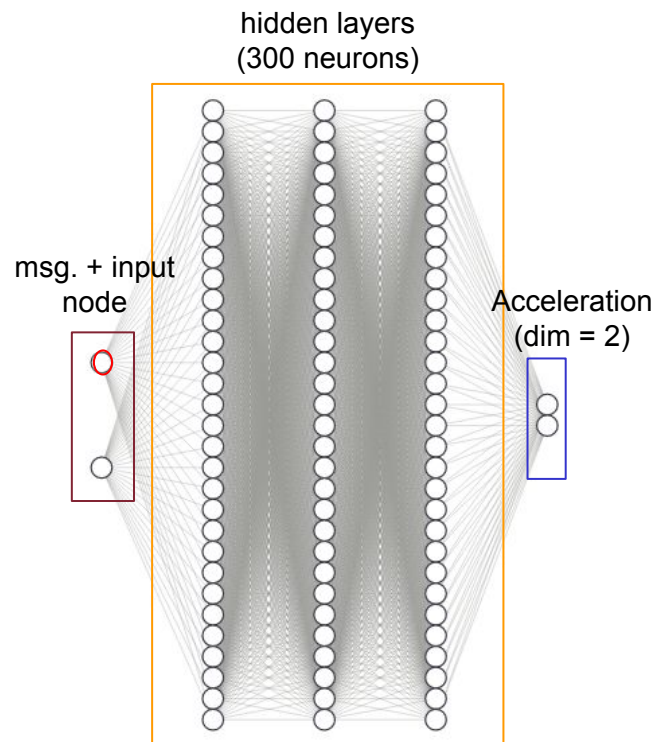 hidden layers
(300 neurons)
msg. + input
node
Acceleration
(dim = 2)